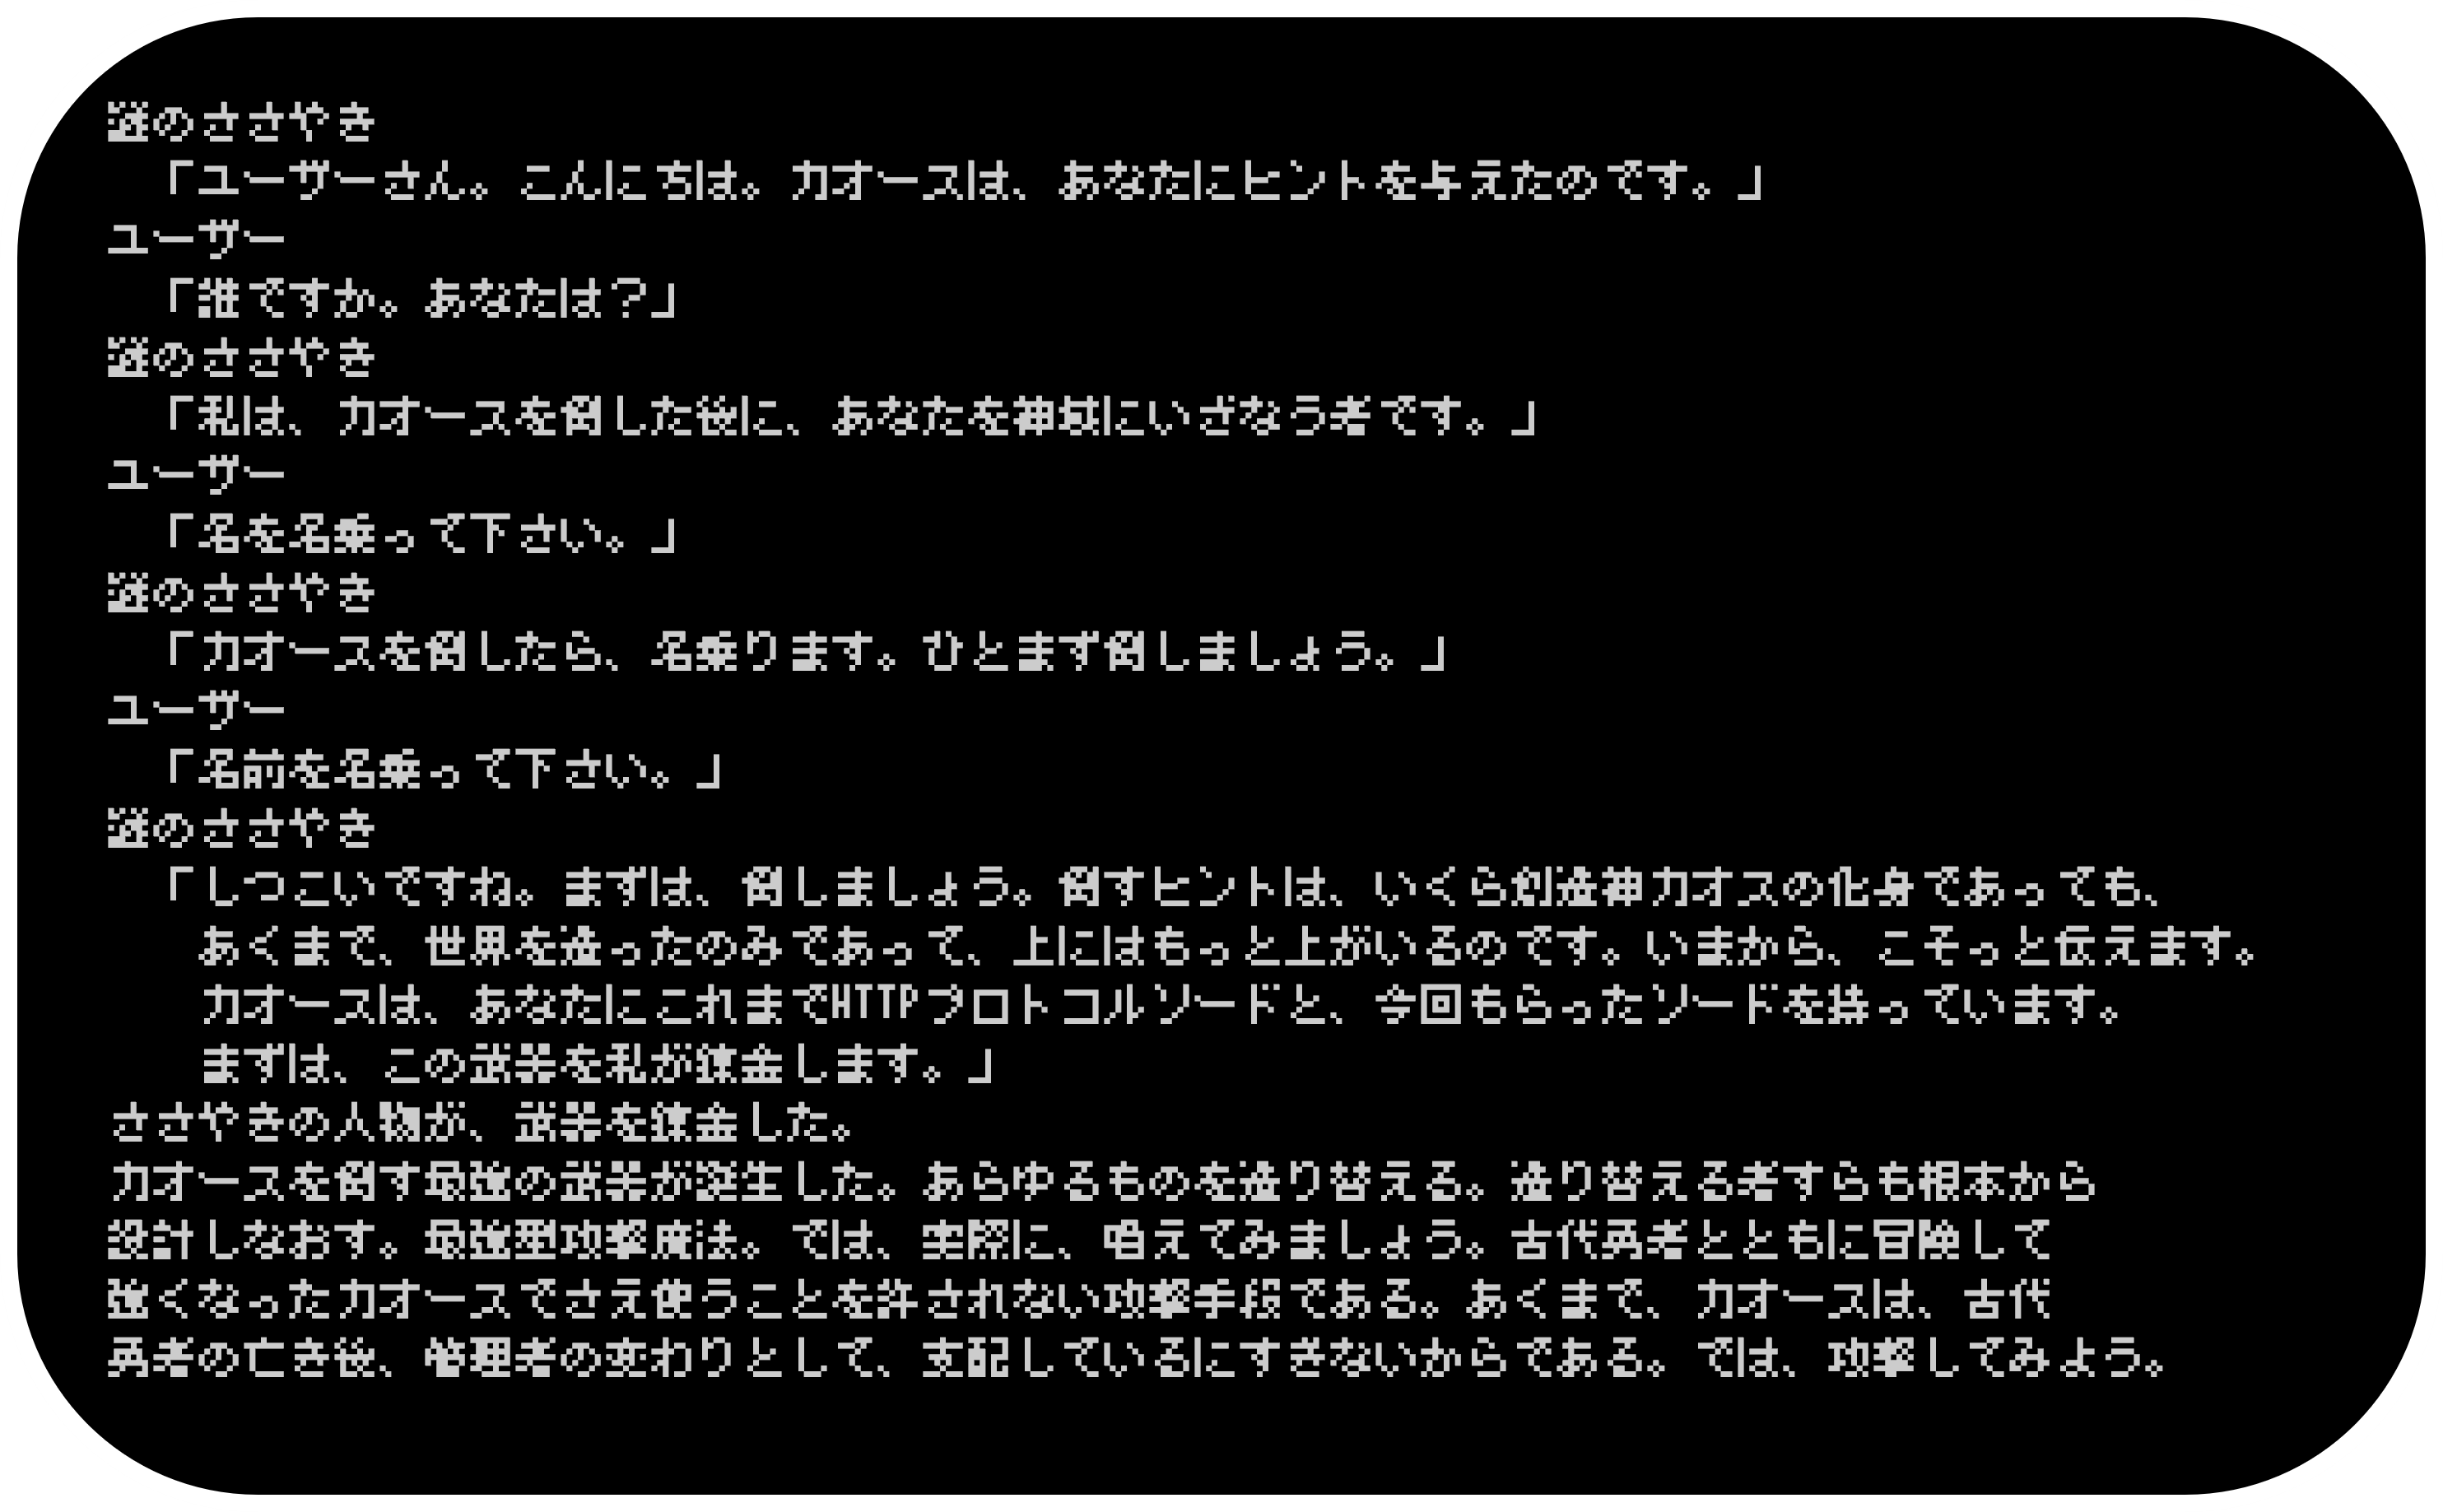 謎のささやき
「ユーザーさん。こんにちは。カオースは、あなたにヒントを与えたのです。」
ユーザー
「誰ですか。あなたは？」
謎のささやき
「私は、カオースを倒した後に、あなたを神域にいざなう者です。」
ユーザー
「名を名乗って下さい。」
謎のささやき
「カオースを倒したら、名乗ります。ひとまず倒しましょう。」
ユーザー
「名前を名乗って下さい。」
謎のささやき
「しつこいですね。まずは、倒しましょう。倒すヒントは、いくら創造神カオスの化身であっても、
あくまで、世界を造ったのみであって、上にはもっと上がいるのです。いまから、こそっと伝えます。
カオースは、あなたにこれまでHTTPプロトコルソードと、今回もらったソードを持っています。
まずは、この武器を私が錬金します。」
ささやきの人物が、武器を錬金した。
カオースを倒す最強の武器が誕生した。あらゆるものを造り替える。造り替える者すらも根本から
設計しなおす。最強型攻撃魔法。では、実際に、唱えてみましょう。古代勇者とともに冒険して
強くなったカオースでさえ使うことを許されない攻撃手段である。あくまで、カオースは、古代
勇者の亡き後、管理者の変わりとして、支配しているにすぎないからである。では、攻撃してみよう。